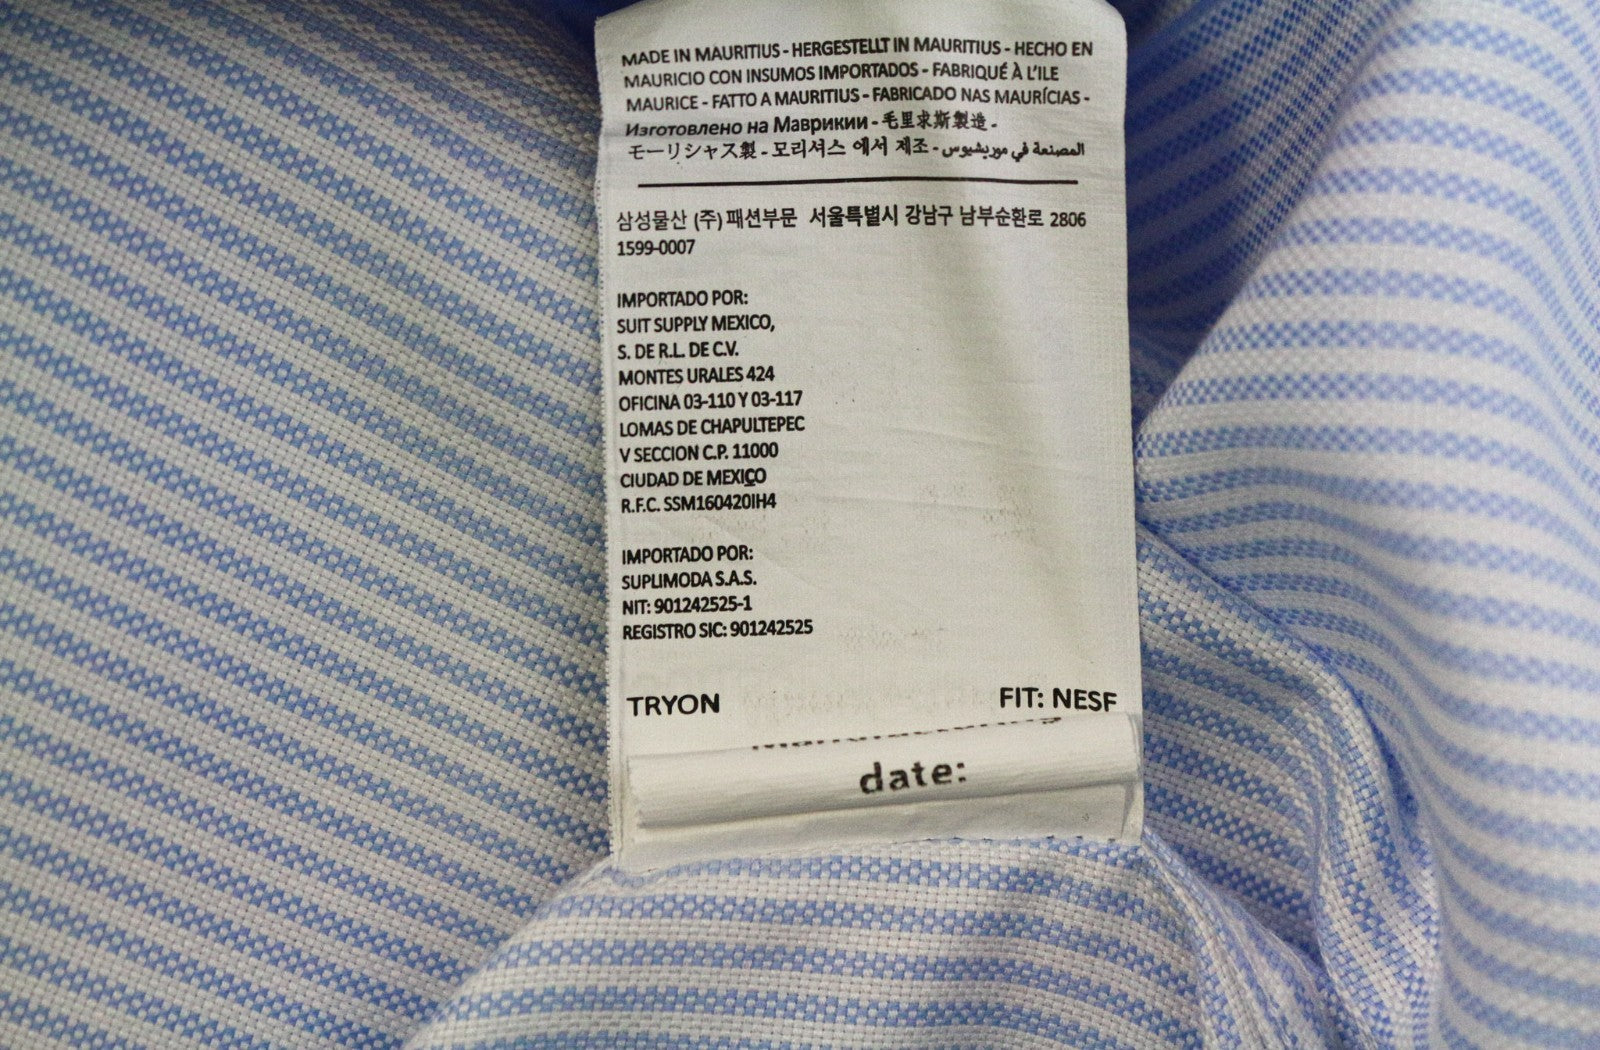 MADE IN MAURITIUS - HERGESTELLT IN MAURITIUS - HECHO EN
MAURICIO CON INSUMOS IMPORTADOS - FABRIQUÉ À L'ILE
MAURICE - FATTO A MAURITIUS - FABRICADO NAS MAURÍCIAS -
Изготовлено на Маврикии - 毛里求斯製造 -
モーリシャス製 - 모리셔스 에서 제조 - المصنعة في موريشيوس
삼성물산 (주) 패션부문 서울특별시 강남구 남부순환로 2806
1599-0007
IMPORTADO POR:
SUIT SUPPLY MEXICO,
S. DE R.L. DE C.V.
MONTES URALES 424
OFICINA 03-110 Y 03-117
LOMAS DE CHAPULTEPEC
V SECCION C.P. 11000
CIUDAD DE MEXICO
R.F.C. SSM160420IH4
IMPORTADO POR:
SUPLIMODA S.A.S.
NIT: 901242525-1
REGISTRO SIC: 901242525
TRYON FIT: NESF
date: